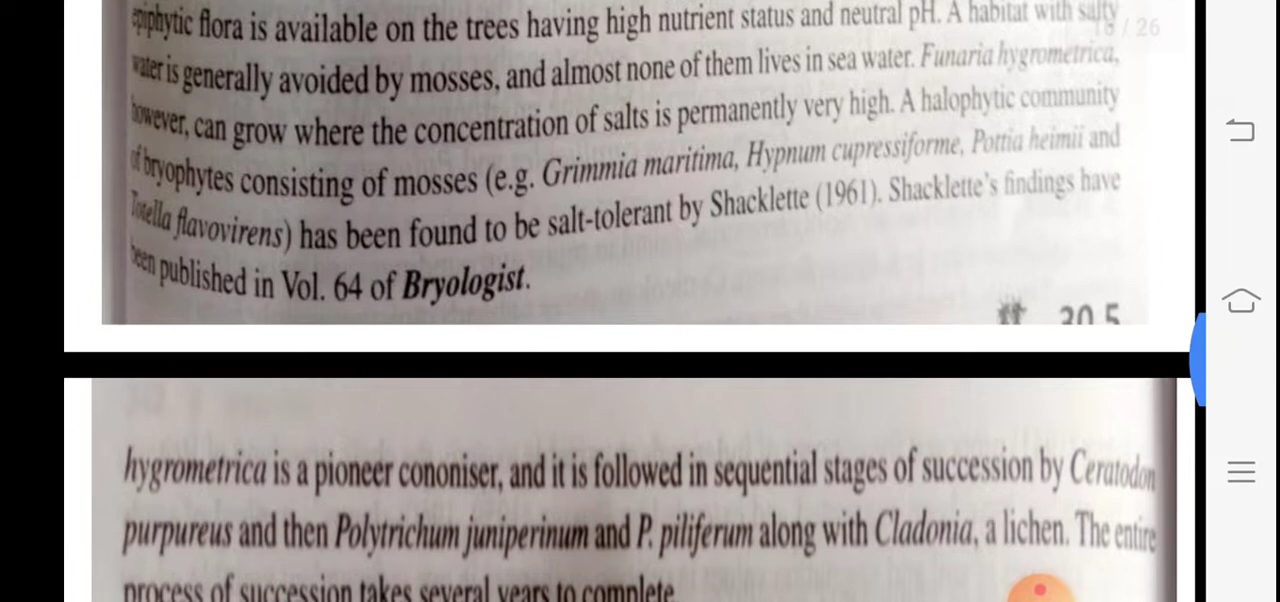 epiphytic flora is available on the trees having high nutrient status and neutral pH. A habitat with salty
18 / 26
water is generally avoided by mosses, and almost none of them lives in sea water. Funaria hygrometrica,
however, can grow where the concentration of salts is permanently very high. A halophytic community
of bryophytes consisting of mosses (e.g. Grimmia maritima, Hypnum cupressiforme, Pottia heimii and
flavovirens) has been found to be salt-tolerant by Shacklette (1961). Shacklette's findings have
been published in Vol. 64 of Bryologist.
30.5
hygrometrica is a pioneer cononiser, and it is followed in sequential stages of succession by Ceratodon
purpureus and then Polytrichum juniperinum and P. piliferum along with Cladonia, a lichen. The entire
process of succession takes several years to complete